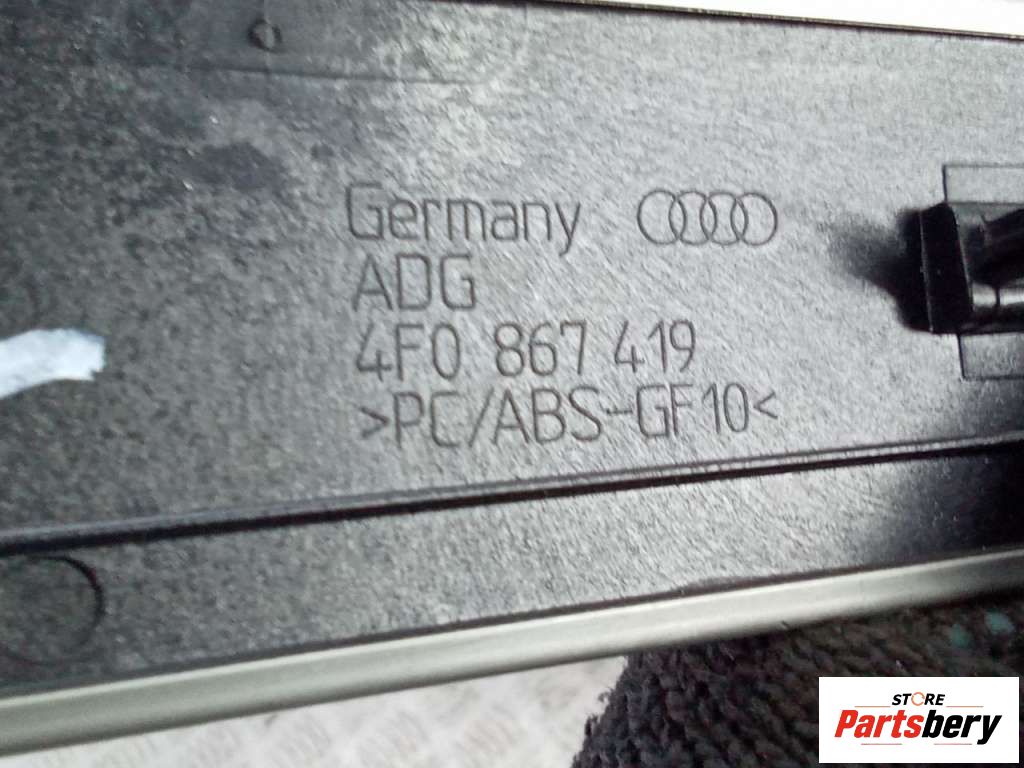 Germany
ADG
4F0 867 419
>PC/ABS-GF10<
STORE
Partsbery